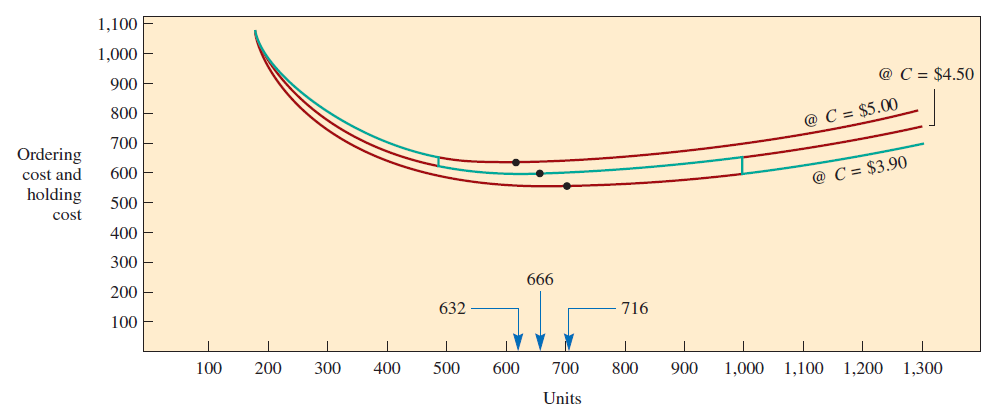 1,100
1,000
900
800
700
600
500
400
300
200
100
Ordering
cost and
holding
cost
@ C = $4.50
@ C = $5.00
@ C = $3.90
666
632
716
100 200 300 400 500 600 700 800 900 1,000 1,100 1,200 1,300
Units